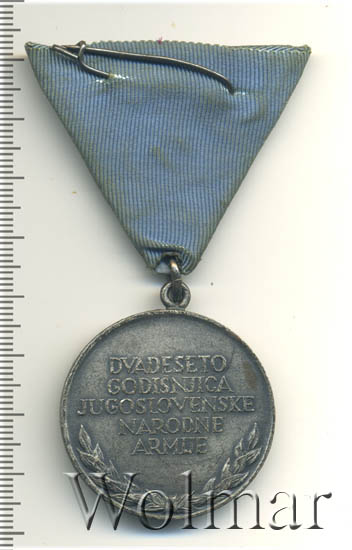 DVADESETO
GODIŠNJICA
JUGOSLOVENSKE
NARODNE
ARMIJE
Wolmar